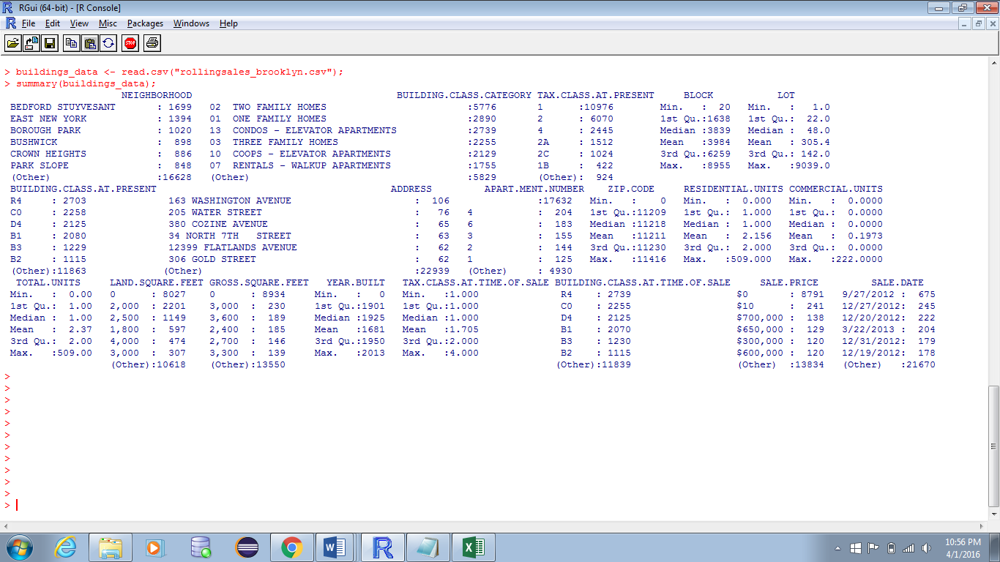 RGui (64-bit) - [R Console]
File Edit View Misc Packages Windows Help
> buildings_data <- read.csv("rollingsales_brooklyn.csv");
> summary(buildings_data);
NEIGHBORHOOD BUILDING.CLASS.CATEGORY TAX.CLASS.AT.PRESENT BLOCK LOT
BEDFORD STUYVESANT : 1699 02 TWO FAMILY HOMES :5776 1 :10976 Min. : 20 Min. : 1.0
EAST NEW YORK : 1394 01 ONE FAMILY HOMES :2890 2 : 6070 1st Qu.:1638 1st Qu.: 22.0
BOROUGH PARK : 1020 13 CONDOS - ELEVATOR APARTMENTS :2739 4 : 2445 Median :3839 Median : 48.0
BUSHWICK : 898 03 THREE FAMILY HOMES :2255 2A : 1512 Mean :3984 Mean : 305.4
CROWN HEIGHTS : 886 10 COOPS - ELEVATOR APARTMENTS :2129 2C : 1024 3rd Qu.:6259 3rd Qu.: 142.0
PARK SLOPE : 848 07 RENTALS - WALKUP APARTMENTS :1755 1B : 422 Max. :8955 Max. :9039.0
(Other) :16628 (Other) :5829 (Other): 924
BUILDING.CLASS.AT.PRESENT ADDRESS APART.MENT.NUMBER ZIP.CODE RESIDENTIAL.UNITS COMMERCIAL.UNITS
R4 : 2703 163 WASHINGTON AVENUE : 106 :17632 Min. : 0 Min. : 0.000 Min. : 0.0000
C0 : 2258 205 WATER STREET : 76 4 : 204 1st Qu.:11209 1st Qu.: 1.000 1st Qu.: 0.0000
D4 : 2125 380 COZINE AVENUE : 65 6 : 183 Median :11218 Median : 1.000 Median : 0.0000
B1 : 2080 34 NORTH 7TH STREET : 63 3 : 155 Mean :11211 Mean : 2.156 Mean : 0.1973
B3 : 1229 12399 FLATLANDS AVENUE : 62 2 : 144 3rd Qu.:11230 3rd Qu.: 2.000 3rd Qu.: 0.0000
B2 : 1115 306 GOLD STREET : 62 1 : 125 Max. :11416 Max. :509.000 Max. :222.0000
(Other):11863 (Other) :22939 (Other) : 4930
TOTAL.UNITS LAND.SQUARE.FEET GROSS.SQUARE.FEET YEAR.BUILT TAX.CLASS.AT.TIME.OF.SALE BUILDING.CLASS.AT.TIME.OF.SALE SALE.PRICE SALE.DATE
Min. : 0.00 0 : 8027 0 : 8934 Min. : 0 Min. :1.000 R4 : 2739 $0 : 8791 9/27/2012 : 675
1st Qu.: 1.00 2,000 : 2201 3,000 : 230 1st Qu.:1901 1st Qu.:1.000 C0 : 2255 $10 : 241 12/27/2012: 245
Median : 1.00 2,500 : 1149 3,600 : 189 Median :1925 Median :1.000 D4 : 2125 $700,000 : 138 12/20/2012: 222
Mean : 2.37 1,800 : 597 2,400 : 185 Mean :1681 Mean :1.705 B1 : 2070 $650,000 : 129 3/22/2013 : 204
3rd Qu.: 2.00 4,000 : 474 2,700 : 146 3rd Qu.:1950 3rd Qu.:2.000 B3 : 1230 $300,000 : 120 12/31/2012: 179
Max. :509.00 3,000 : 307 3,300 : 139 Max. :2013 Max. :4.000 B2 : 1115 $600,000 : 120 12/19/2012: 178
(Other):10618 (Other):13550 (Other):11839 (Other) :13834 (Other) :21670
>
>
>
>
>
>
>
>
>
>
>
>
10:56 PM
4/1/2016